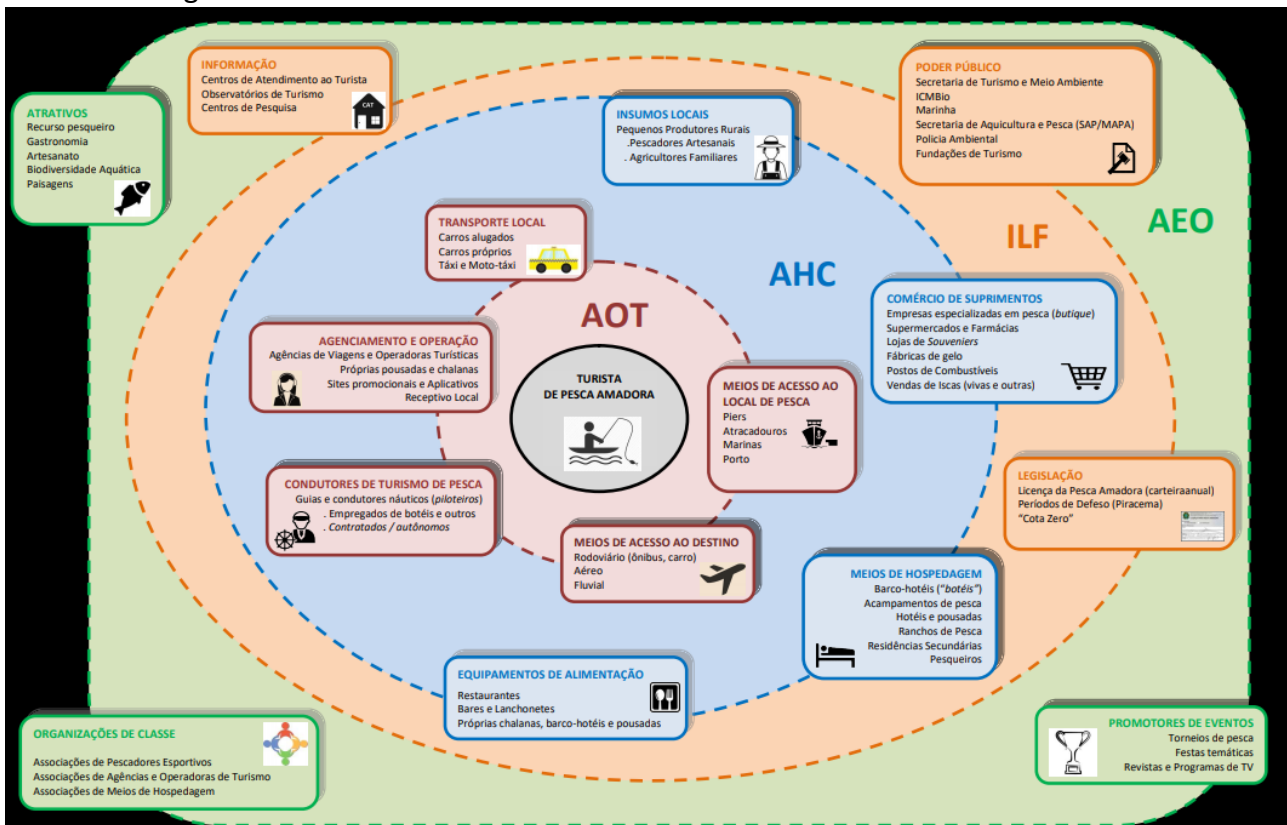 INFORMAÇÃO
Centros de Atendimento ao Turista
Observatórios de Turismo
Centros de Pesquisa
CAT
PODER PÚBLICO
Secretaria de Turismo e Meio Ambiente
ICMBio
Marinha
Secretaria de Aquicultura e Pesca (SAP/MAPA)
Policia Ambiental
Fundações de Turismo
ATRATIVOS
Recurso pesqueiro
Gastronomia
Artesanato
Biodiversidade Aquática
Paisagens
INSUMOS LOCAIS
Pequenos Produtores Rurais
.Pescadores Artesanais
. Agricultores Familiares
AEO
ILF
AHC
AOT
TRANSPORTE LOCAL
Carros alugados
Carros próprios
Táxi e Moto-táxi
COMÉRCIO DE SUPRIMENTOS
Empresas especializadas em pesca (butique)
Supermercados e Farmácias
Lojas de Souveniers
Fábricas de gelo
Postos de Combustíveis
Vendas de Iscas (vivas e outras)
AGENCIAMENTO E OPERAÇÃO
Agências de Viagens e Operadoras Turísticas
Próprias pousadas e chalanas
Sites promocionais e Aplicativos
Receptivo Local
TURISTA
DE PESCA AMADORA
MEIOS DE ACESSO AO
LOCAL DE PESCA
Piers
Atracadouros
Marinas
Porto
CONDUTORES DE TURISMO DE PESCA
Guias e condutores náuticos (piloteiros)
. Empregados de botéis e outros
. Contratados / autônomos
LEGISLAÇÃO
Licença da Pesca Amadora (carteiraanual)
Períodos de Defeso (Piracema)
“Cota Zero”
MEIOS DE ACESSO AO DESTINO
Rodoviário (ônibus, carro)
Aéreo
Fluvial
MEIOS DE HOSPEDAGEM
Barco-hotéis (“botéis”)
Acampamentos de pesca
Hotéis e pousadas
Ranchos de Pesca
Residências Secundárias
Pesqueiros
EQUIPAMENTOS DE ALIMENTAÇÃO
Restaurantes
Bares e Lanchonetes
Próprias chalanas, barco-hotéis e pousadas
ORGANIZAÇÕES DE CLASSE
Associações de Pescadores Esportivos
Associações de Agências e Operadoras de Turismo
Associações de Meios de Hospedagem
PROMOTORES DE EVENTOS
Torneios de pesca
Festas temáticas
Revistas e Programas de TV